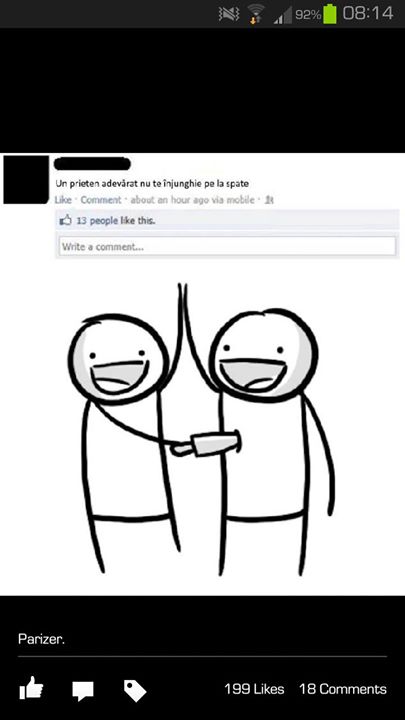 92% 08:14
Un prieten adevărat nu te înjunghie pe la spate
Like · Comment · about an hour ago via mobile ·
13 people like this.
Write a comment...
Parizer.
199 Likes 18 Comments